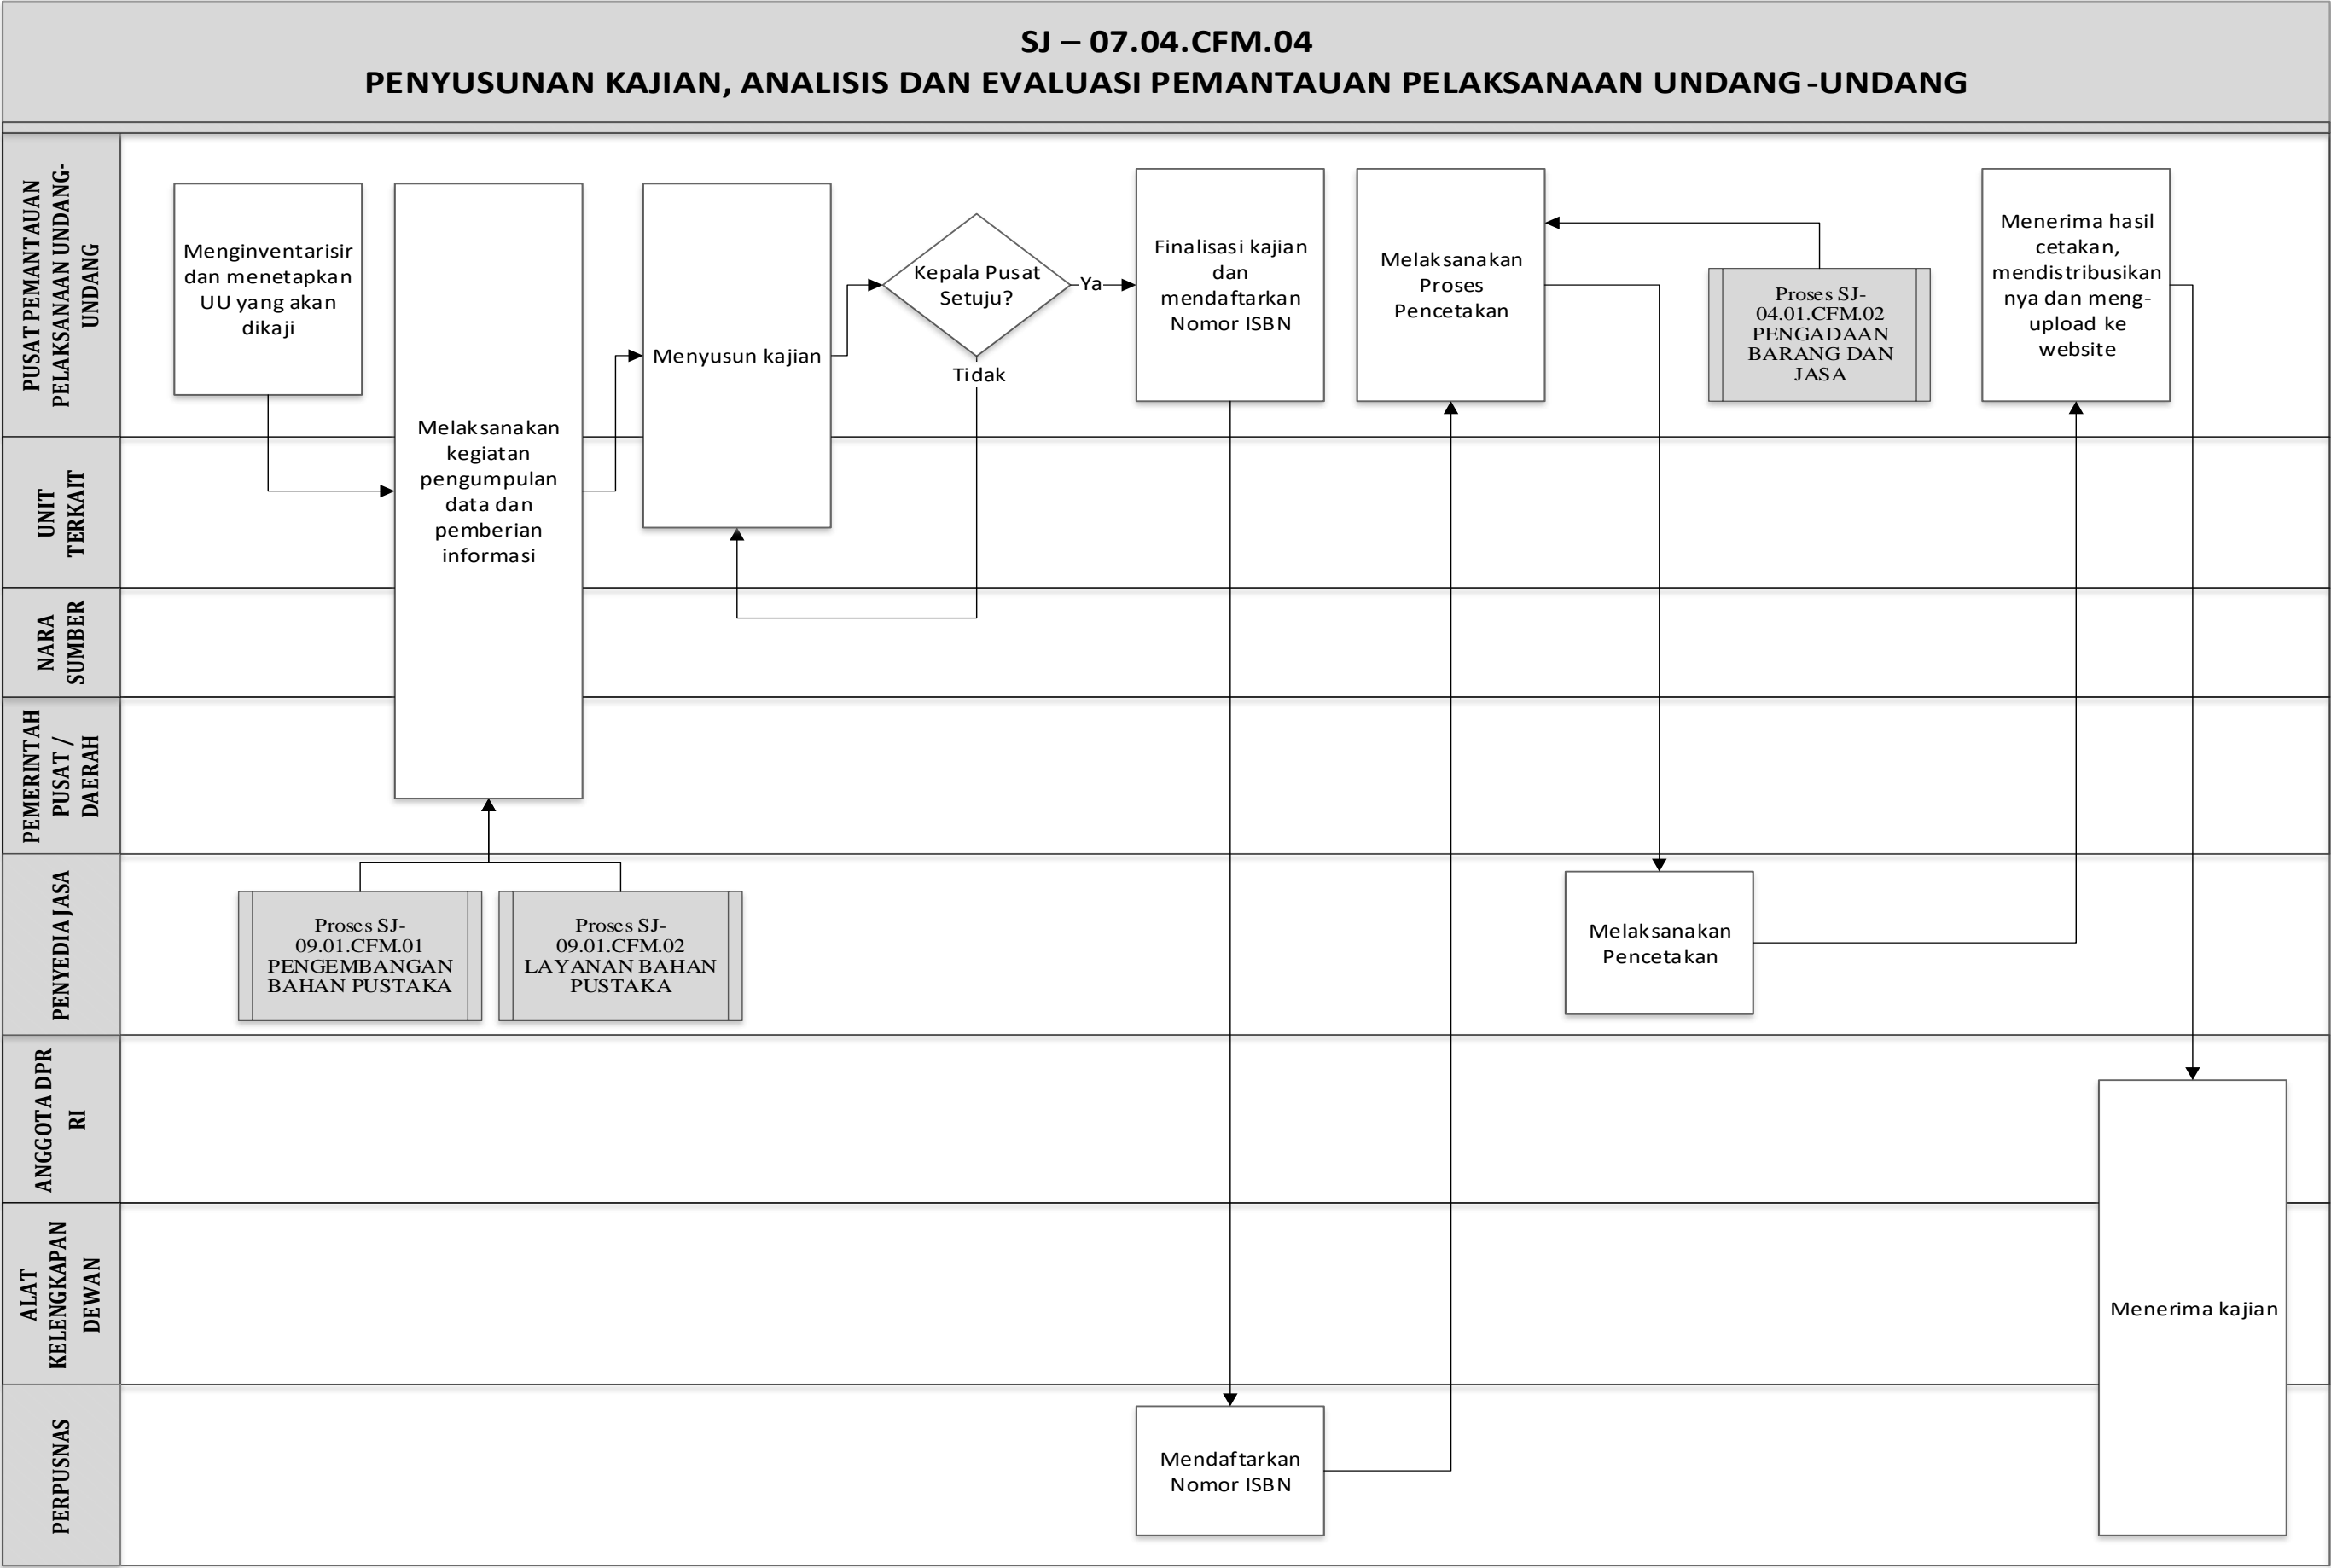 SJ – 07.04.CFM.04
PENYUSUNAN KAJIAN, ANALISIS DAN EVALUASI PEMANTAUAN PELAKSANAAN UNDANG-UNDANG
PUSAT PEMANTAUAN
PELAKSANAAN UNDANG-
UNDANG
Menginventarisir
dan menetapkan
UU yang akan
dikaji
Melaksanakan
kegiatan
pengumpulan
data dan
pemberian
informasi
Menyusun kajian
Kepala Pusat
Setuju?
Ya
Tidak
Finalisasi kajian
dan
mendaftarkan
Nomor ISBN
Melaksanakan
Proses
Pencetakan
Proses SJ-
04.01.CFM.02
PENGADAAN
BARANG DAN
JASA
Menerima hasil
cetakan,
mendistribusikan
nya dan meng-
upload ke
website
UNIT
TERKAIT
NARA
SUMBER
PEMERINTAH
PUSAT /
DAERAH
PENYEDIA JASA
Proses SJ-
09.01.CFM.01
PENGEMBANGAN
BAHAN PUSTAKA
Proses SJ-
09.01.CFM.02
LAYANAN BAHAN
PUSTAKA
Melaksanakan
Pencetakan
ANGGOTA DPR
RI
ALAT
KELENGKAPAN
DEWAN
Menerima kajian
PERPUSNAS
Mendaftarkan
Nomor ISBN